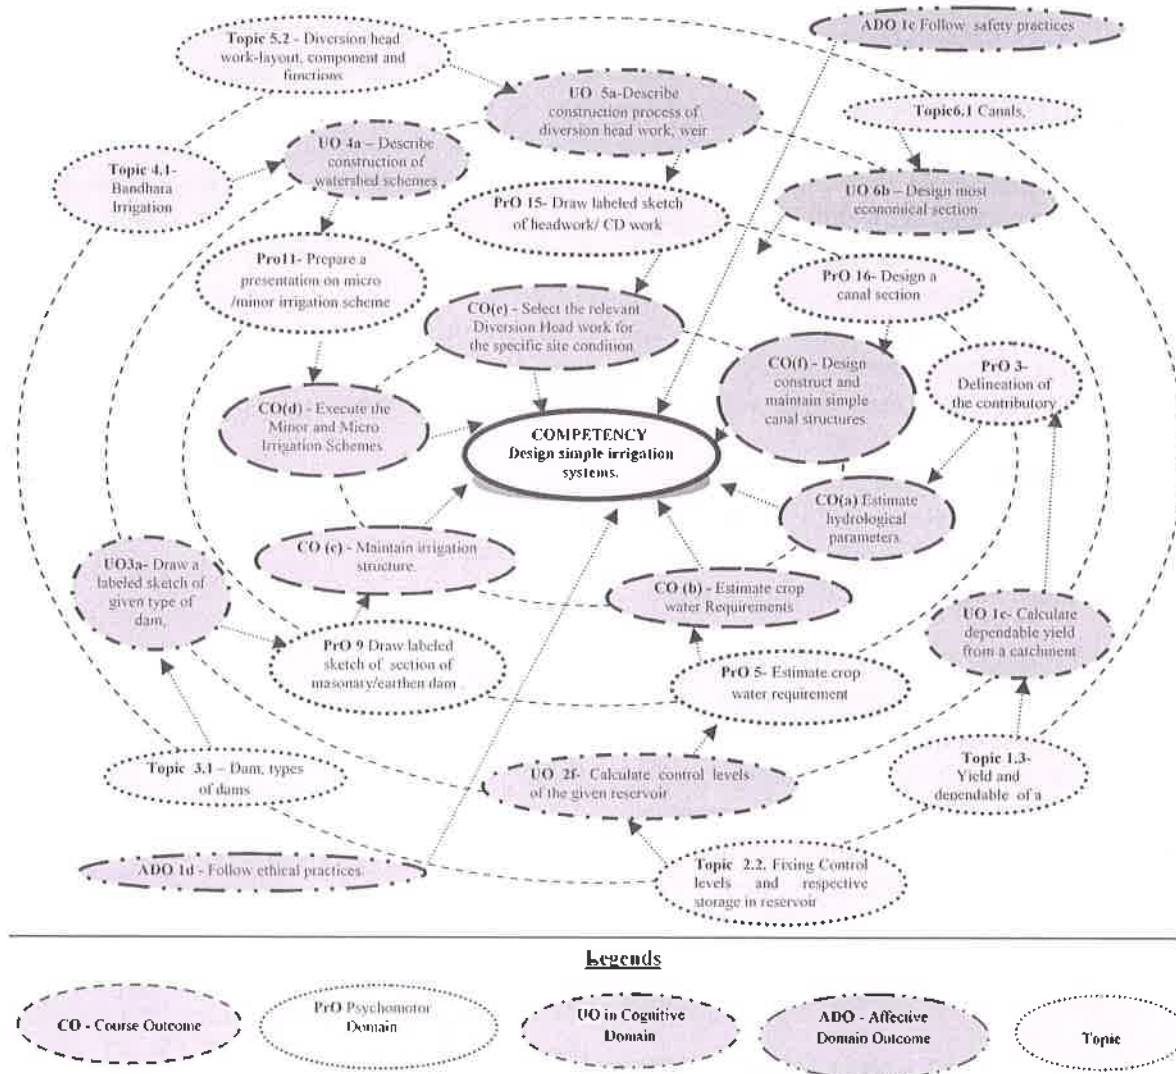 ADO 1c Follow safety practices
Topic 5.2 - Diversion head
work-layout, component and
functions
UO 5a-Describe
construction process of
diversion head work, weir
Topic6.1 Canals,
UO 4a – Describe
construction of
watershed schemes
Topic 4.1-
Bandhara
Irrigation
UO 6b – Design most
economical section
PrO 15- Draw labeled sketch
of headwork/ CD work
Pro11- Prepare a
presentation on micro
/minor irrigation scheme
PrO 16- Design a
canal section
CO(e) - Select the relevant
Diversion Head work for
the specific site condition
CO(f) - Design
construct and
maintain simple
canal structures
PrO 3-
Delineation of
the contributory
CO(d) - Execute the
Minor and Micro
Irrigation Schemes
COMPETENCY
Design simple irrigation
systems.
CO(a) Estimate
hydrological
parameters
CO (c) - Maintain irrigation
structure.
UO3a- Draw a
labeled sketch of
given type of
dam,
CO (b) - Estimate crop
water Requirements
UO 1c- Calculate
dependable yield
from a catchment
PrO 9 Draw labeled
sketch of section of
masonary/earthen dam
PrO 5- Estimate crop
water requirement
Topic 3.1 – Dam, types
of dams
UO 2f- Calculate control levels
of the given reservoir
Topic 1.3-
Yield and
dependable of a
ADO 1d - Follow ethical practices.
Topic 2.2. Fixing Control
levels and respective
storage in reservoir
Legends
CO - Course Outcome
PrO Psychomotor
Domain
UO in Cognitive
Domain
ADO - Affective
Domain Outcome
Topic